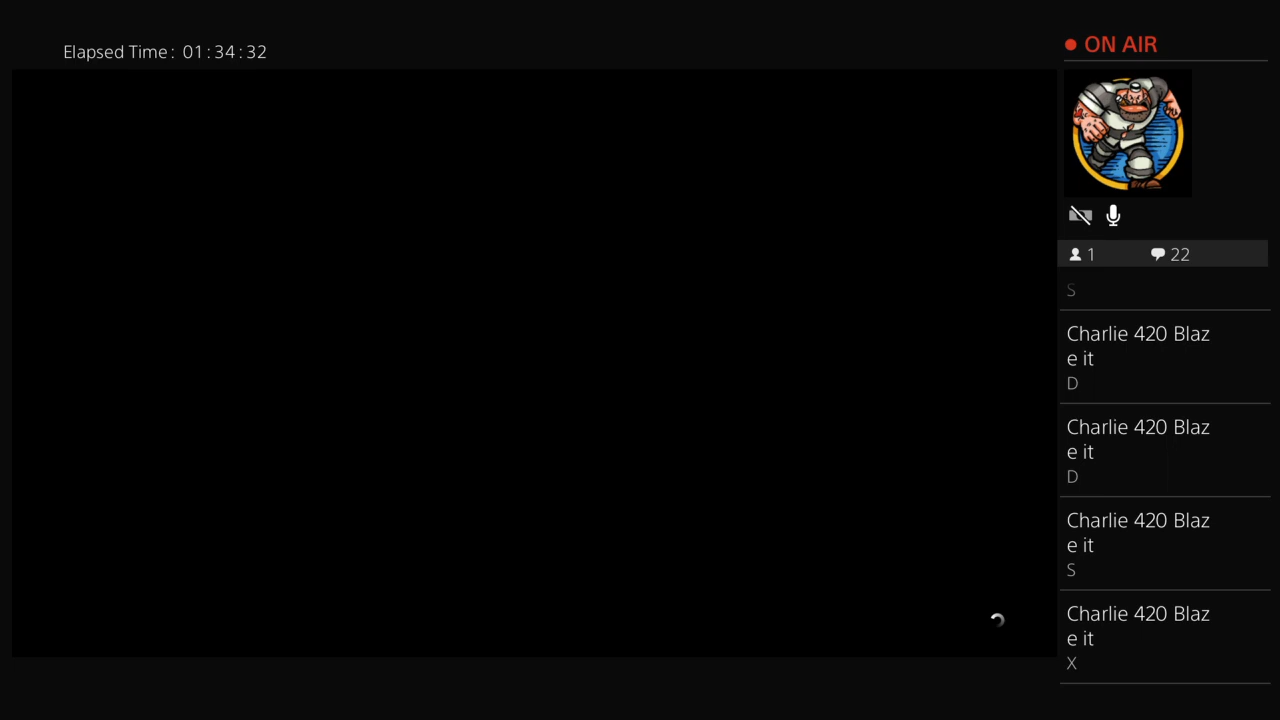 Elapsed Time: 01:34:32
ON AIR
1 22
S
Charlie 420 Blaz
e it
D
Charlie 420 Blaz
e it
D
Charlie 420 Blaz
e it
S
Charlie 420 Blaz
e it
X